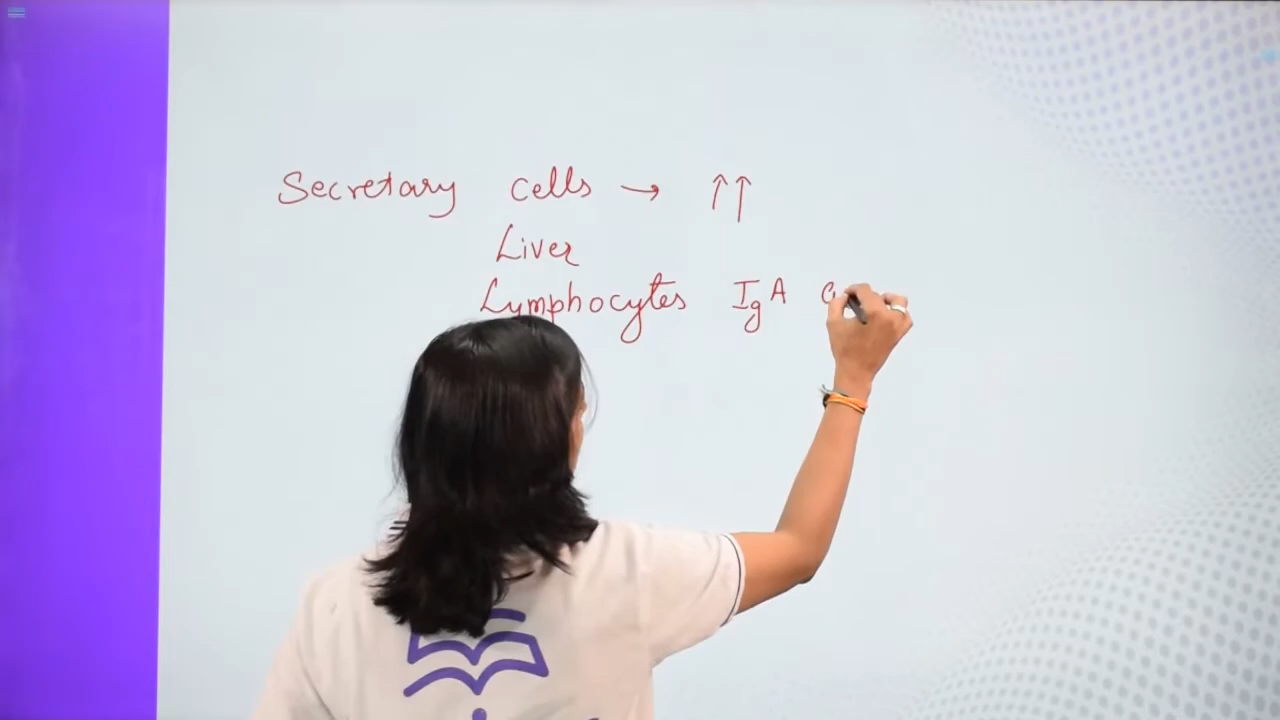 Secretary cells → ↑↑
Liver
Lymphocytes IgA